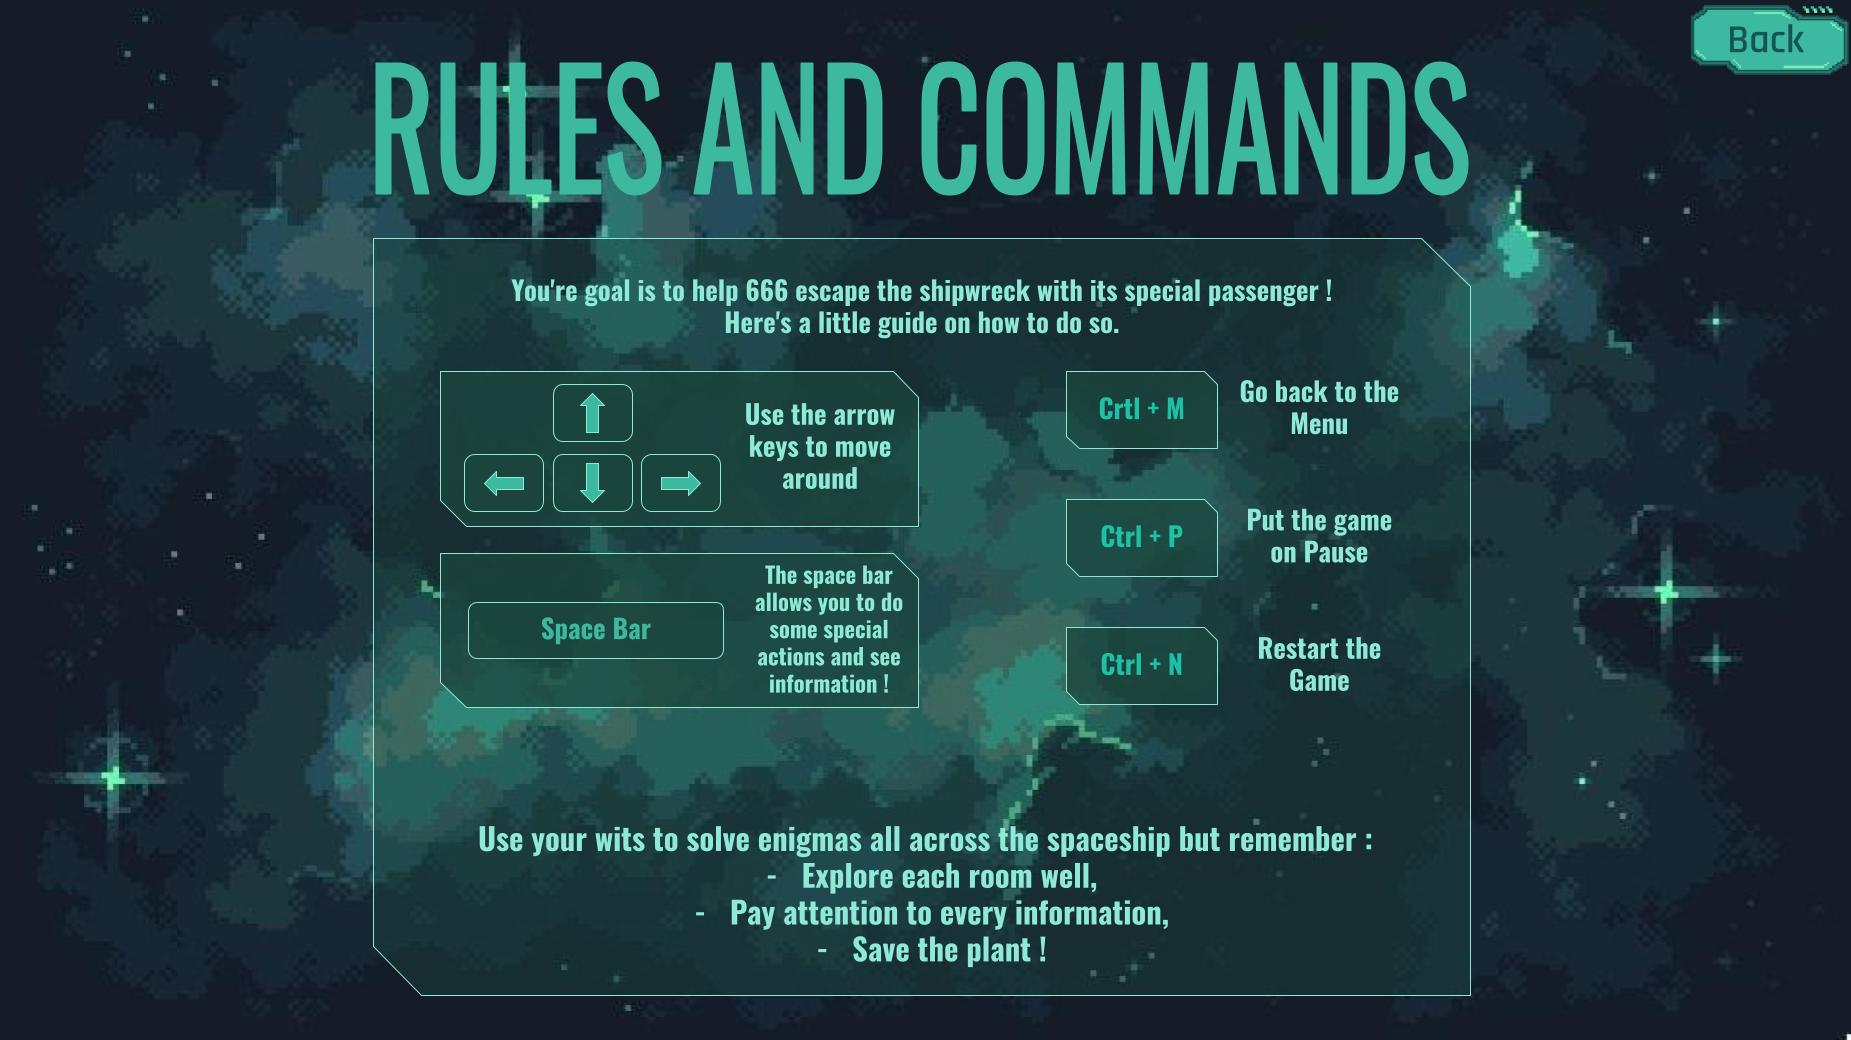 Back
RULES AND COMMANDS
You're goal is to help 666 escape the shipwreck with its special passenger !
Here's a little guide on how to do so.
Use the arrow
keys to move
around
Space Bar
The space bar
allows you to do
some special
actions and see
information !
Crtl + M
Go back to the
Menu
Ctrl + P
Put the game
on Pause
Ctrl + N
Restart the
Game
Use your wits to solve enigmas all across the spaceship but remember :
- Explore each room well,
- Pay attention to every information,
- Save the plant !